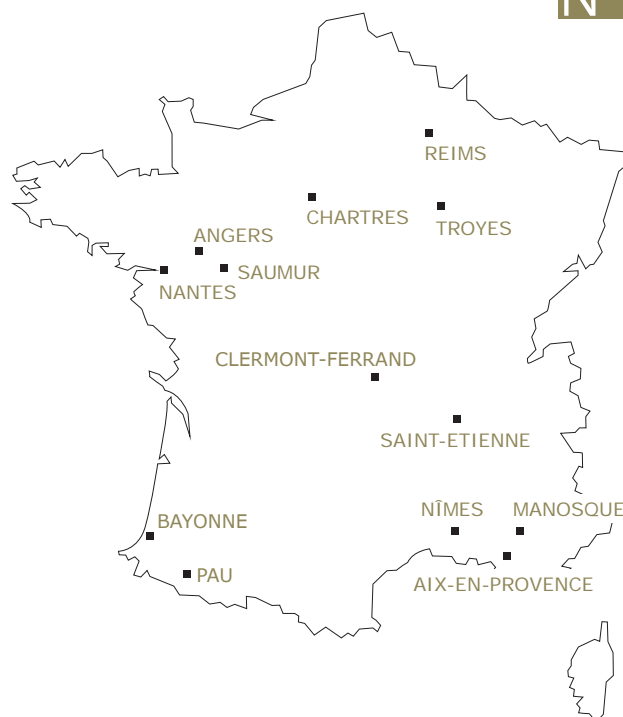 N
REIMS
CHARTRES
TROYES
ANGERS
SAUMUR
NANTES
CLERMONT-FERRAND
SAINT-ETIENNE
NÎMES
MANOSQUE
BAYONNE
PAU
AIX-EN-PROVENCE